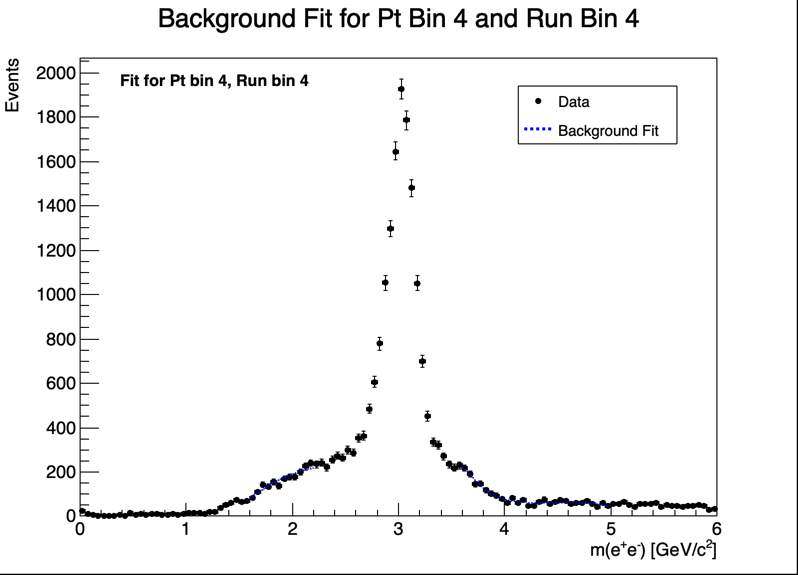 Background Fit for Pt Bin 4 and Run Bin 4
Events
Fit for Pt bin 4, Run bin 4
Data
Background Fit
2000
1800
1600
1400
1200
1000
800
600
400
200
0
0 1 2 3 4 5 6
m(e⁺e⁻) [GeV/c²]